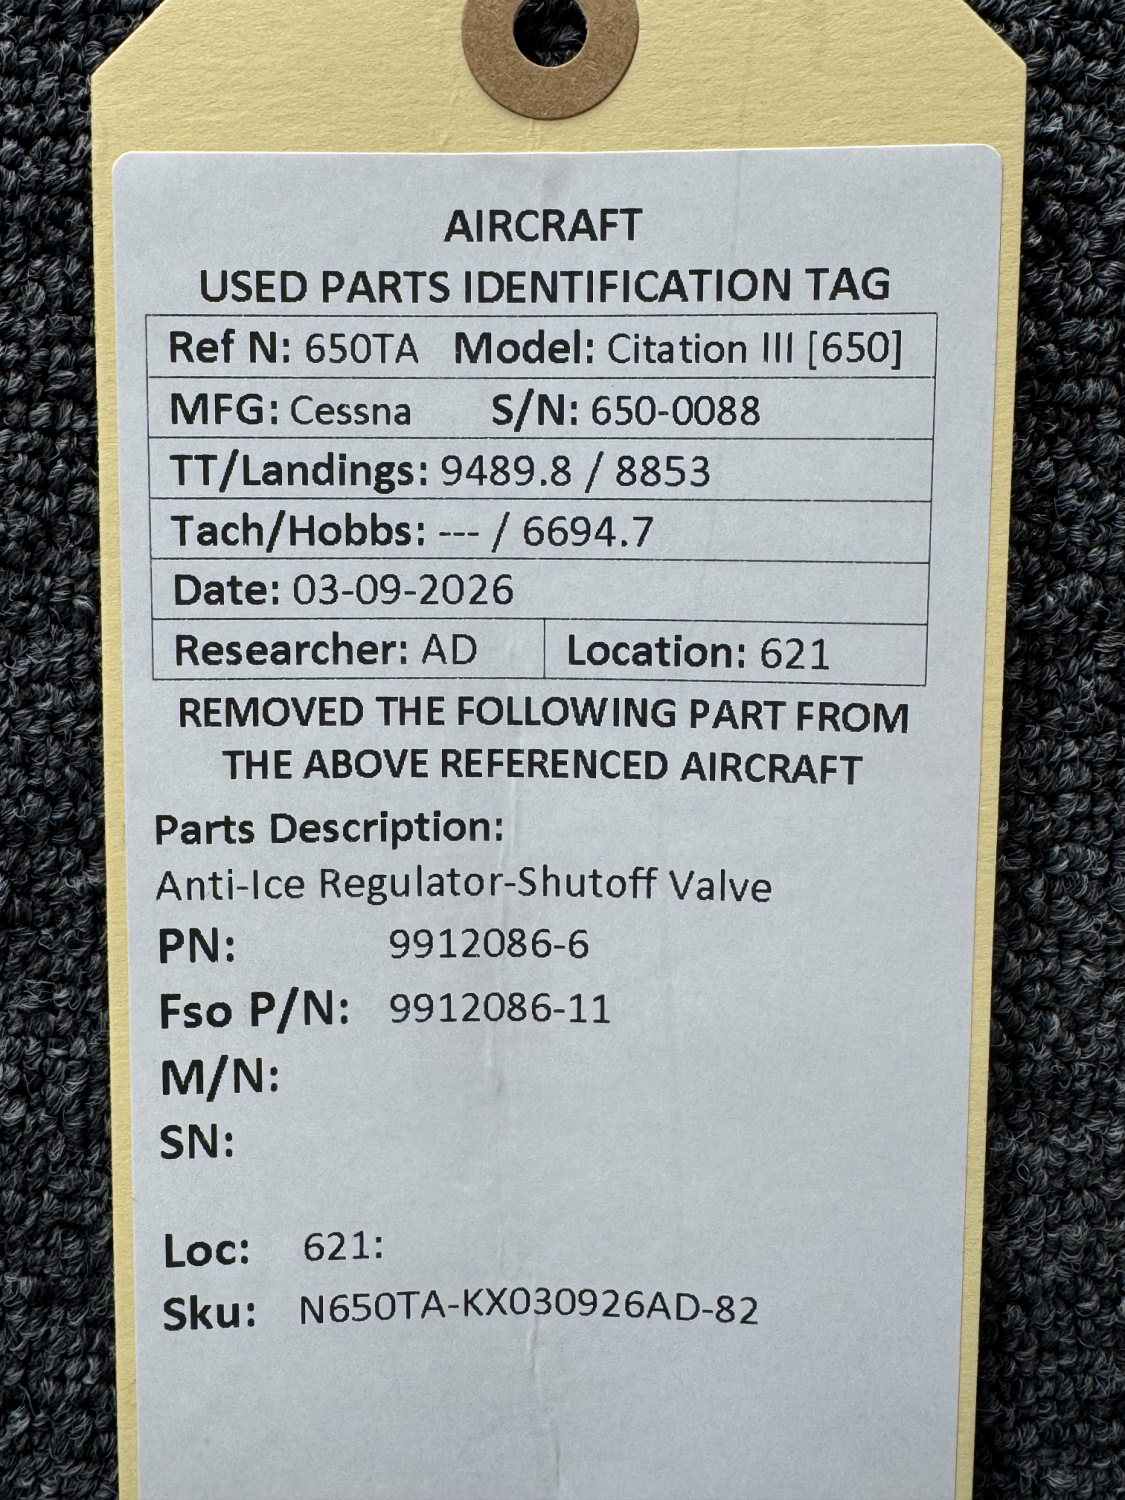 AIRCRAFT
USED PARTS IDENTIFICATION TAG
Ref N: 650TA Model: Citation III [650]
MFG: Cessna S/N: 650-0088
TT/Landings: 9489.8 / 8853
Tach/Hobbs: --- / 6694.7
Date: 03-09-2026
Researcher: AD Location: 621
REMOVED THE FOLLOWING PART FROM
THE ABOVE REFERENCED AIRCRAFT
Parts Description:
Anti-Ice Regulator-Shutoff Valve
PN: 9912086-6
Fso P/N: 9912086-11
M/N:
SN:
Loc: 621:
Sku: N650TA-KX030926AD-82